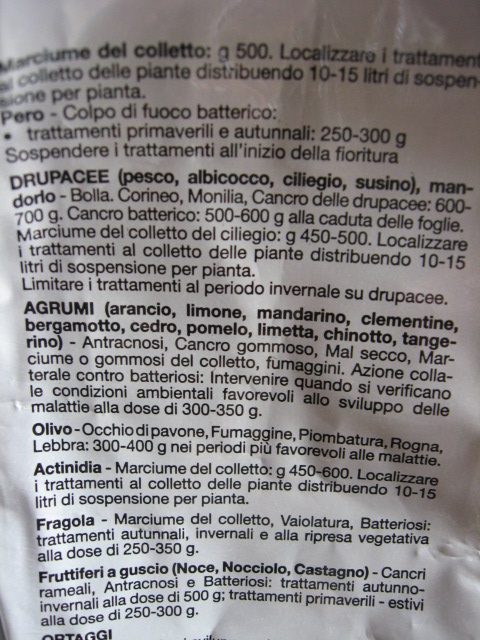 Marciume del colletto: g 500. Localizzare i trattament
al colletto delle piante distribuendo 10-15 litri di sospen-
sione per pianta.
Pero - Colpo di fuoco batterico:
• trattamenti primaverili e autunnali: 250-300 g
Sospendere i trattamenti all'inizio della fioritura
DRUPACEE (pesco, albicocco, ciliegio, susino), man-
dorlo - Bolla. Corineo, Monilia, Cancro delle drupacee: 600-
700 g. Cancro batterico: 500-600 g alla caduta delle foglie.
Marciume del colletto del ciliegio: g 450-500. Localizzare
i trattamenti al colletto delle piante distribuendo 10-15
litri di sospensione per pianta.
Limitare i trattamenti al periodo invernale su drupacee.
AGRUMI (arancio, limone, mandarino, clementine,
bergamotto, cedro, pomelo, limetta, chinotto, tange-
rino) - Antracnosi, Cancro gommoso, Mal secco, Mar-
ciume o gommosi del colletto, fumaggini. Azione colla-
terale contro batteriosi: Intervenire quando si verificano
le condizioni ambientali favorevoli allo sviluppo delle
malattie alla dose di 300-350 g.
Olivo - Occhio di pavone, Fumaggine, Piombatura, Rogna,
Lebbra: 300-400 g nei periodi più favorevoli alle malattie.
Actinidia - Marciume del colletto: g 450-600. Localizzare
i trattamenti al colletto delle piante distribuendo 10-15
litri di sospensione per pianta.
Fragola - Marciume del colletto, Vaiolatura, Batteriosi:
trattamenti autunnali, invernali e alla ripresa vegetativa
alla dose di 250-350 g.
Fruttiferi a guscio (Noce, Nocciolo, Castagno) - Cancri
rameali, Antracnosi e Batteriosi: trattamenti autunno-
invernali alla dose di 500 g; trattamenti primaverili - estivi
alla dose di 250-300 g.
ORTAGGI